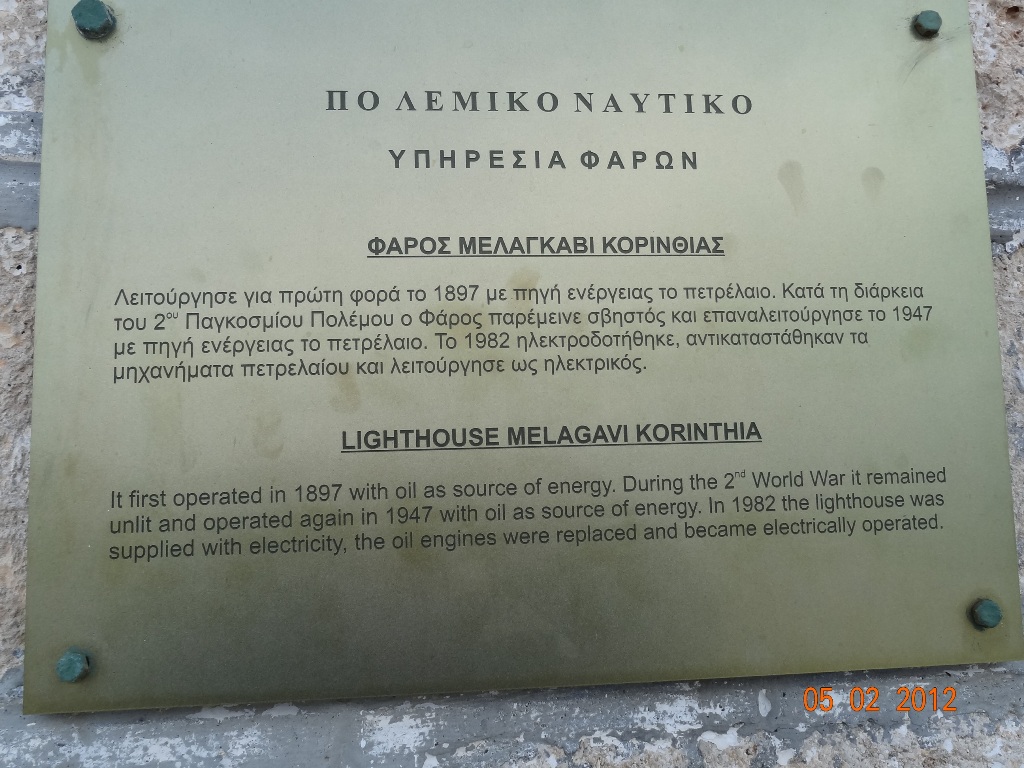 ΠΟ ΛΕΜΙΚΟ ΝΑΥΤΙΚΟ
ΥΠΗΡΕΣΙΑ ΦΑΡΩΝ
ΦΑΡΟΣ ΜΕΛΑΓΚΑΒΙ ΚΟΡΙΝΘΙΑΣ
Λειτούργησε για πρώτη φορά το 1897 με πηγή ενέργειας το πετρέλαιο. Κατά τη διάρκεια
του 2ου Παγκοσμίου Πολέμου ο Φάρος παρέμεινε σβηστός και επαναλειτούργησε το 1947
με πηγή ενέργειας το πετρέλαιο. Το 1982 ηλεκτροδοτήθηκε, αντικαταστάθηκαν τα
μηχανήματα πετρελαίου και λειτούργησε ως ηλεκτρικός.
LIGHTHOUSE MELAGAVI KORINTHIA
It first operated in 1897 with oil as source of energy. During the 2nd World War it remained
unlit and operated again in 1947 with oil as source of energy. In 1982 the lighthouse was
supplied with electricity, the oil engines were replaced and became electrically operated.
05 02 2012